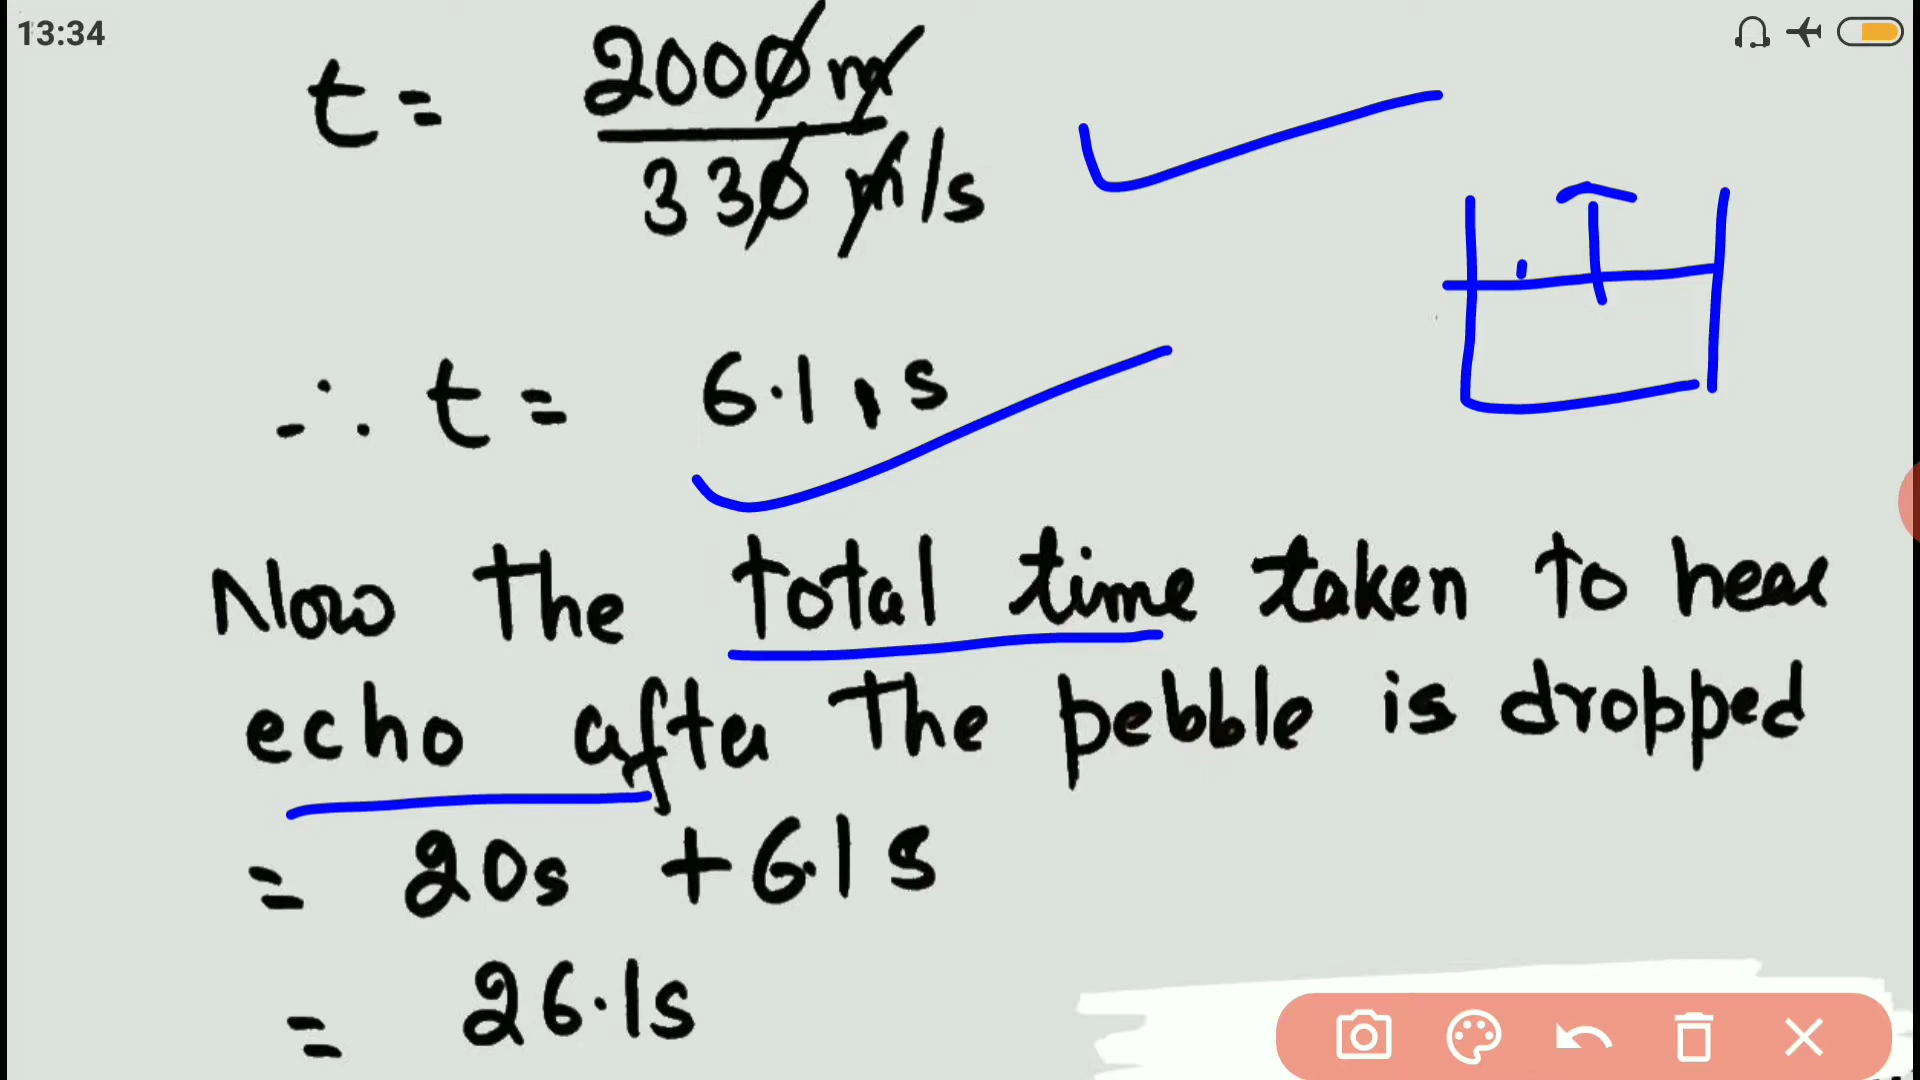 13:34
t = 2000 m
330 m/s
∴ t = 6.1 s
Now the total time taken to hear
echo after the pebble is dropped
= 20s + 6.1 s
= 26.1s